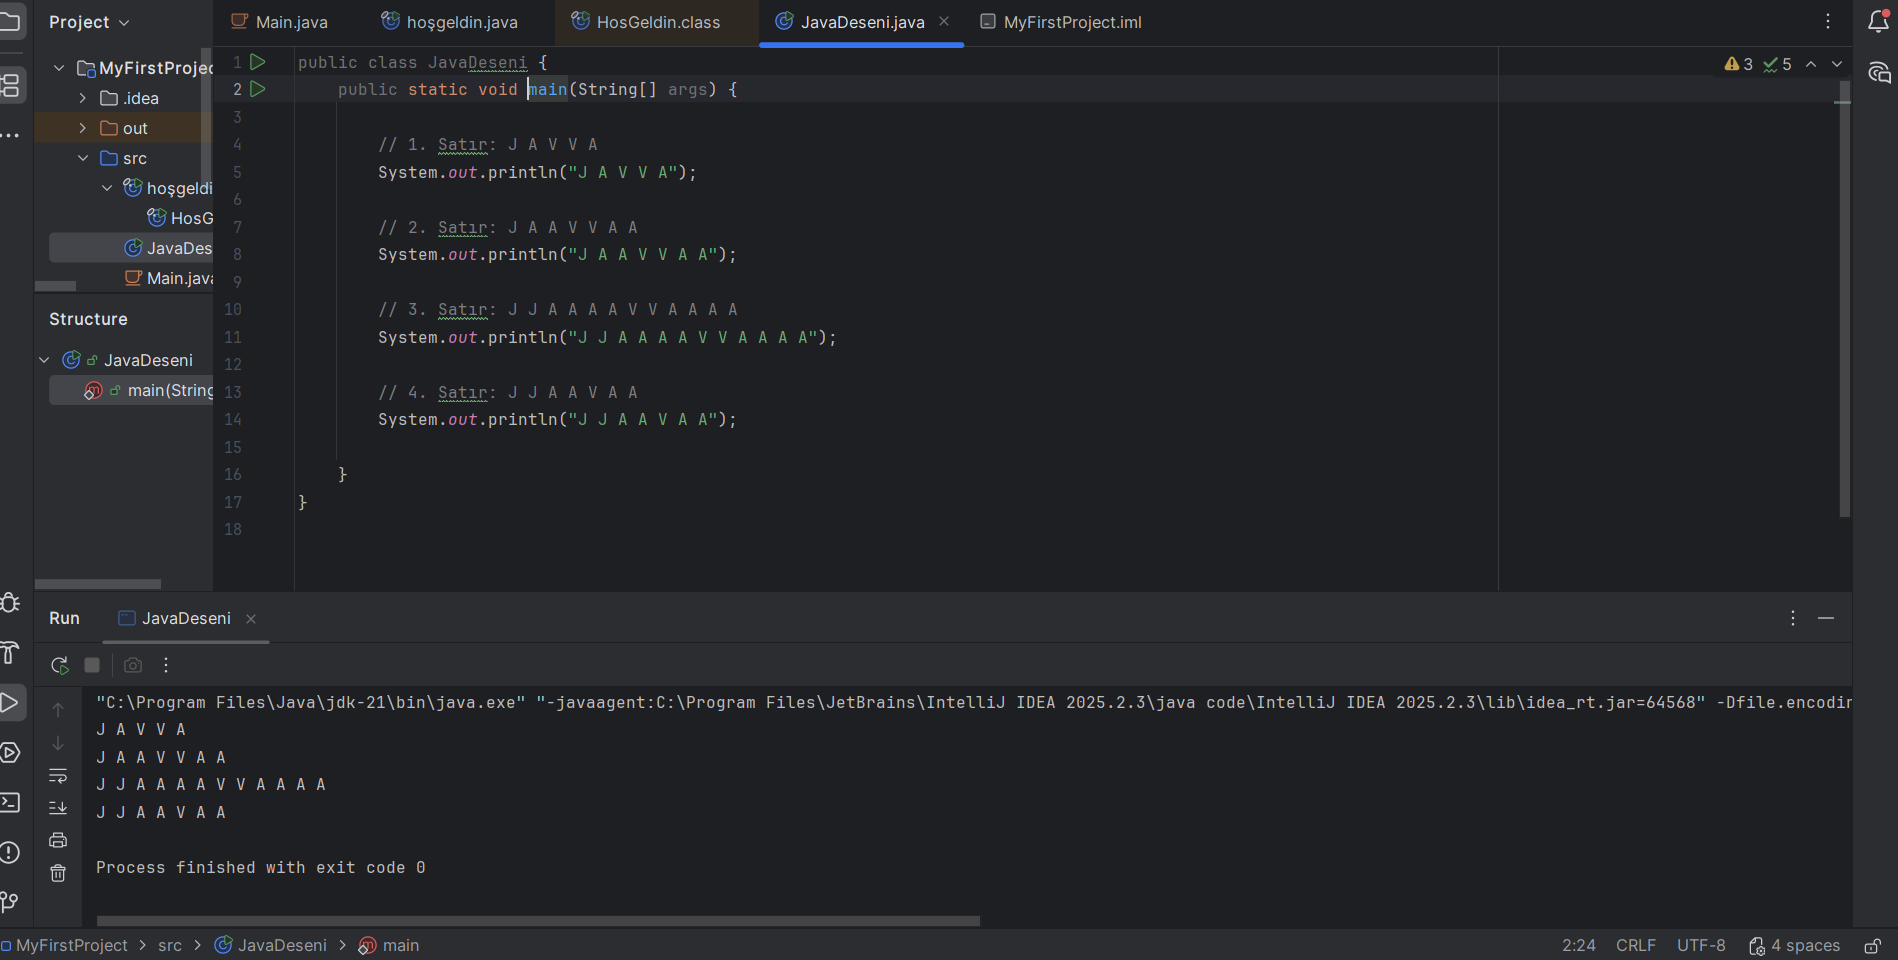 Project
Main.java
hoşgeldin.java
HosGeldin.class
JavaDeseni.java
MyFirstProject.iml
MyFirstProjec
.idea
out
src
hoşgeldi
HosG
JavaDes
Main.java
Structure
JavaDeseni
main(String
3 5
1 public class JavaDeseni {
2 public static void main(String[] args) {
3
4 // 1. Satır: J A V V A
5 System.out.println("J A V V A");
6
7 // 2. Satır: J A A V V A A
8 System.out.println("J A A V V A A");
9
10 // 3. Satır: J J A A A A V V A A A A
11 System.out.println("J J A A A A V V A A A A");
12
13 // 4. Satır: J J A A V A A
14 System.out.println("J J A A V A A");
15
16 }
17 }
18
Run JavaDeseni
"C:\Program Files\Java\jdk-21\bin\java.exe" "-javaagent:C:\Program Files\JetBrains\IntelliJ IDEA 2025.2.3\java code\IntelliJ IDEA 2025.2.3\lib\idea_rt.jar=64568" -Dfile.encodin
J A V V A
J A A V V A A
J J A A A A V V A A A A
J J A A V A A
Process finished with exit code 0
MyFirstProject > src > JavaDeseni > main
2:24 CRLF UTF-8 4 spaces